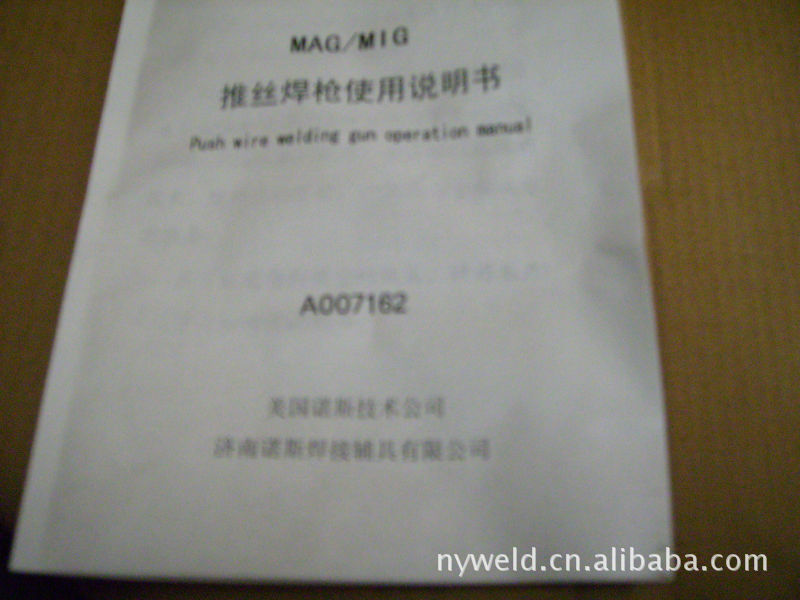 MAG/MIG
推丝焊枪使用说明书
Push wire welding gun operation manual
A007162
美国诺斯技术公司
济南诺斯焊接辅具有限公司
nyweld.cn.alibaba.com